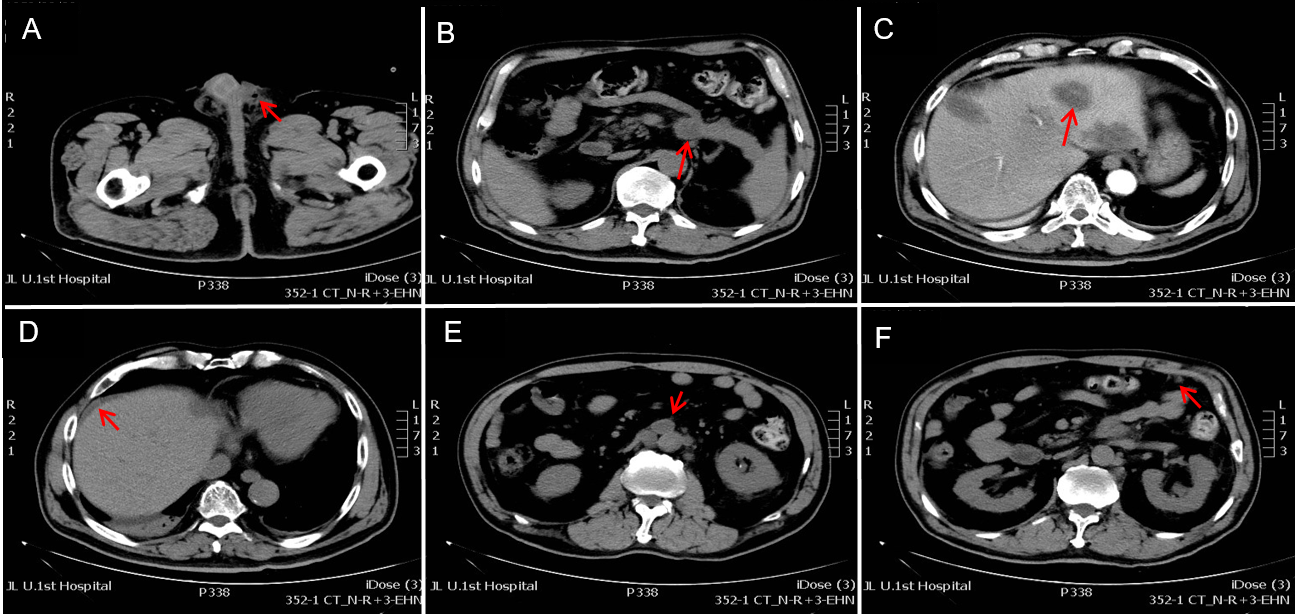 A
R
2
2
1
L
1
7
3
JL U.1st Hospital
iDose (3)
P338
352-1 CT_N-R+3-EHN
B
R
2
2
1
L
1
7
3
JL U.1st Hospital
iDose (3)
P338
352-1 CT_N-R+3-EHN
C
R
2
2
1
L
1
7
3
JL U.1st Hospital
iDose (3)
P338
352-1 CT_N-R+3-EHN
D
R
2
2
1
L
1
7
3
JL U.1st Hospital
iDose (3)
P338
352-1 CT_N-R+3-EHN
E
R
2
2
1
L
1
7
3
JL U.1st Hospital
iDose (3)
P338
352-1 CT_N-R+3-EHN
F
R
2
2
1
L
1
7
3
JL U.1st Hospital
iDose (3)
P338
352-1 CT_N-R+3-EHN